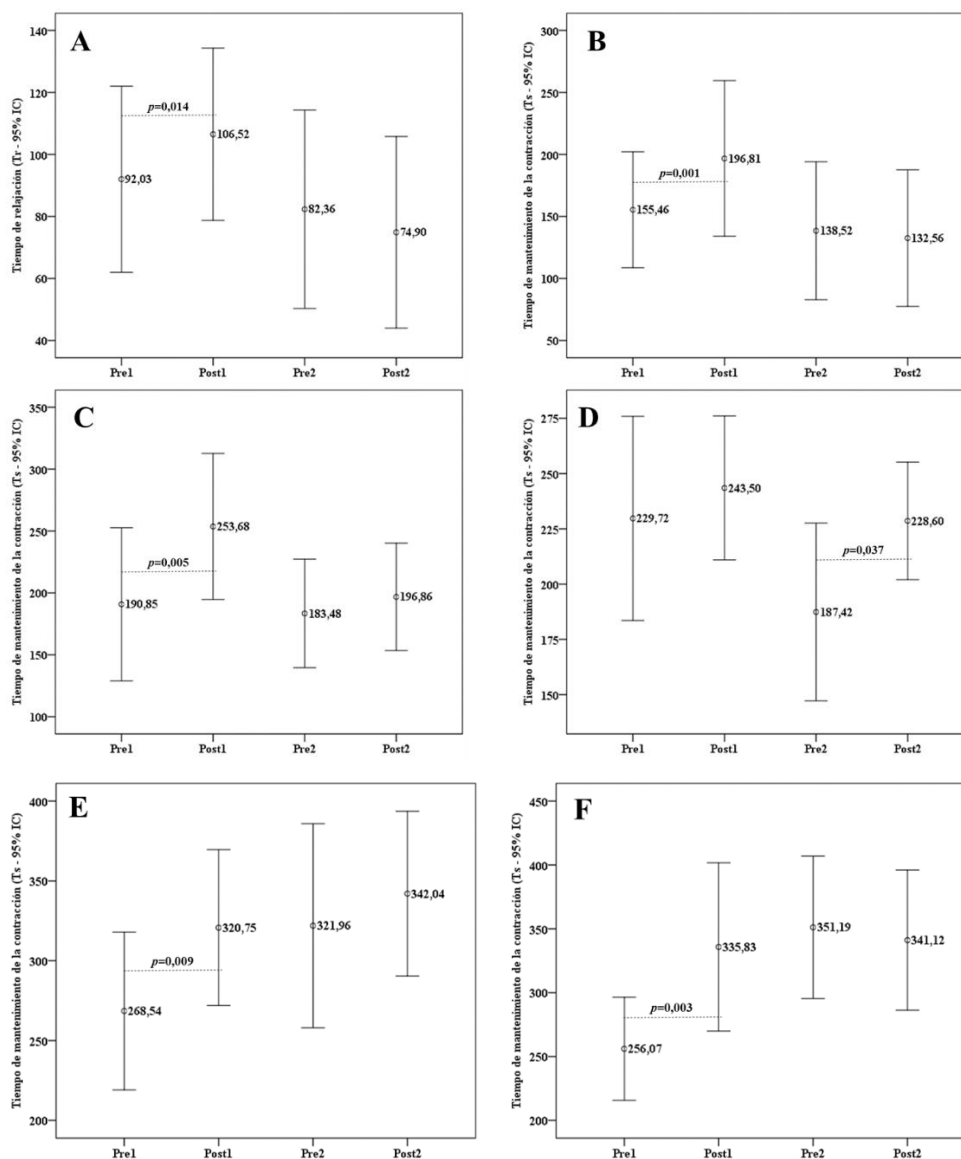 A
Tiempo de relajación (Tr - 95% IC)
140
120
100
80
60
40
p=0,014
92,03
106,52
82,36
74,90
Pre1 Post1 Pre2 Post2
B
Tiempo de mantenimiento de la contracción (Ts - 95% IC)
300
250
200
150
100
50
p=0,001
155,46
196,81
138,52
132,56
Pre1 Post1 Pre2 Post2
C
Tiempo de mantenimiento de la contracción (Ts - 95% IC)
350
300
250
200
150
100
p=0,005
190,85
253,68
183,48
196,86
Pre1 Post1 Pre2 Post2
D
Tiempo de mantenimiento de la contracción (Ts - 95% IC)
275
250
225
200
175
150
229,72
243,50
p=0,037
187,42
228,60
Pre1 Post1 Pre2 Post2
E
Tiempo de mantenimiento de la contracción (Ts - 95% IC)
400
350
300
250
200
p=0,009
268,54
320,75
321,96
342,04
Pre1 Post1 Pre2 Post2
F
Tiempo de mantenimiento de la contracción (Ts - 95% IC)
450
400
350
300
250
200
p=0,003
256,07
335,83
351,19
341,12
Pre1 Post1 Pre2 Post2